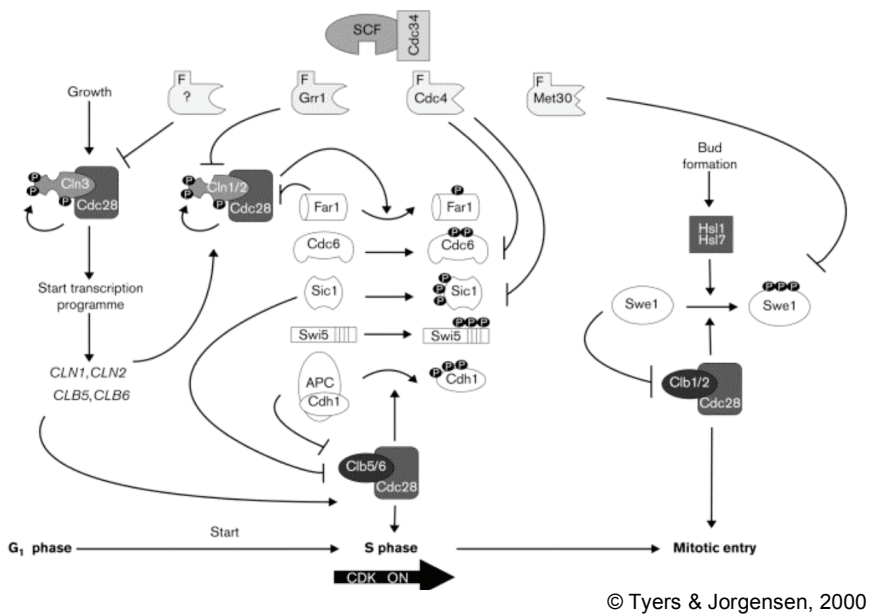 SCF
Cdc34
F
?
F
Grr1
F
Cdc4
F
Met30
Growth
Bud
formation
P
P
P
Cln3
Cdc28
P
P
P
Cln1/2
Cdc28
Far1
P
Far1
Cdc6
P P
Cdc6
Hsl1
Hsl7
Start transcription
programme
Sic1
P
P
P
Sic1
Swe1
P P P
Swe1
Swi5
P P P
Swi5
CLN1,CLN2
CLB5,CLB6
APC
Cdh1
P P P
Cdh1
Clb1/2
Cdc28
Clb5/6
Cdc28
G1 phase
Start
S phase
Mitotic entry
CDK ON
© Tyers & Jorgensen, 2000